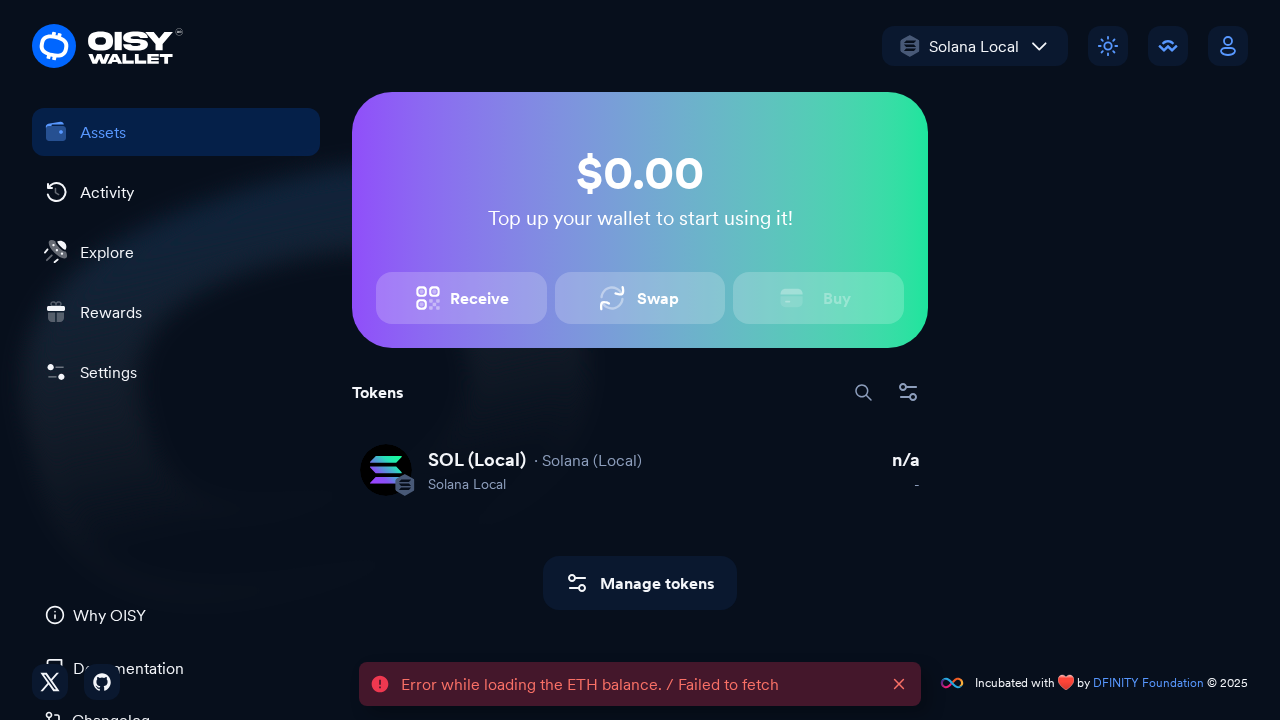 OISY
WALLET
Solana Local
Assets
Activity
Explore
Rewards
Settings
$0.00
Top up your wallet to start using it!
Receive
Swap
Buy
Tokens
SOL (Local) · Solana (Local)
n/a
Solana Local
-
Manage tokens
Why OISY
Documentation
Changelog
Error while loading the ETH balance. / Failed to fetch
Incubated with ❤️ by DFINITY Foundation © 2025